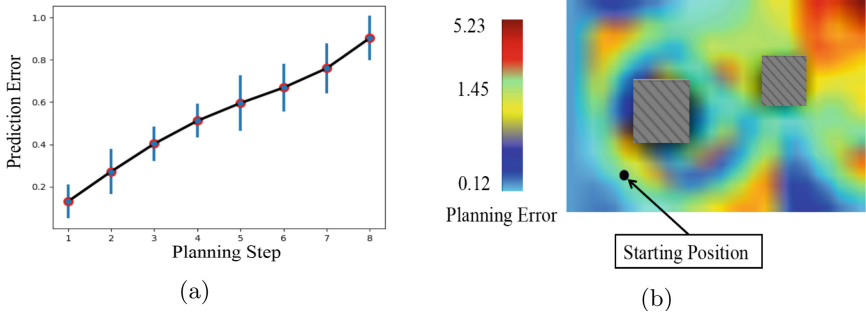 1.0
0.8
0.6
0.4
0.2
Prediction Error
1 2 3 4 5 6 7 8
Planning Step
(a)
5.23
1.45
0.12
Planning Error
Starting Position
(b)